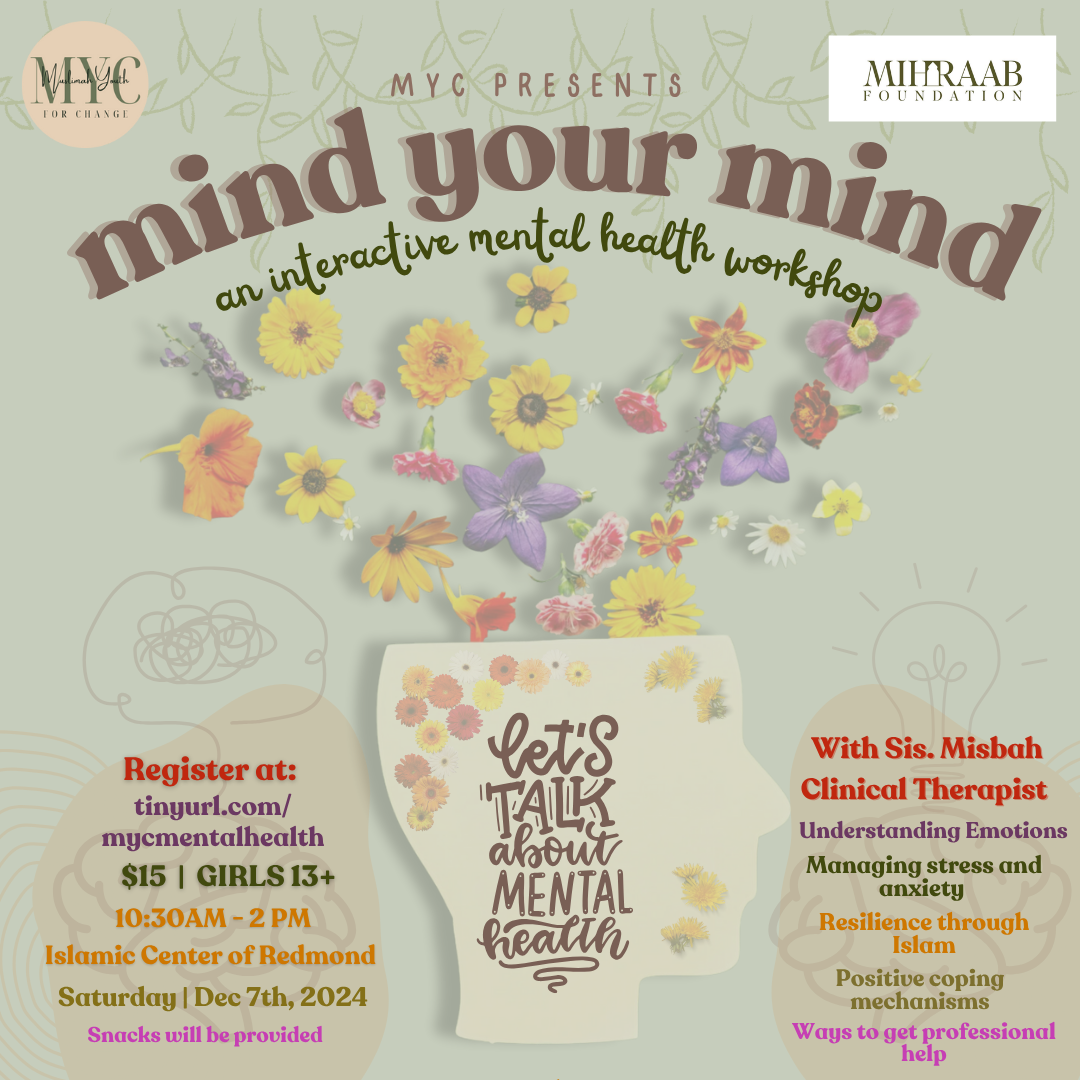 MYC
Muslimah Youth
FOR CHANGE
MYC PRESENTS
MIHRAAB
FOUNDATION
mind your mind
an interactive mental health workshop
let's
TALK
about
MENTAL
health
Register at:
tinyurl.com/
mycmentalhealth
$15 | GIRLS 13+
10:30AM - 2 PM
Islamic Center of Redmond
Saturday | Dec 7th, 2024
Snacks will be provided
With Sis. Misbah
Clinical Therapist
Understanding Emotions
Managing stress and
anxiety
Resilience through
Islam
Positive coping
mechanisms
Ways to get professional
help